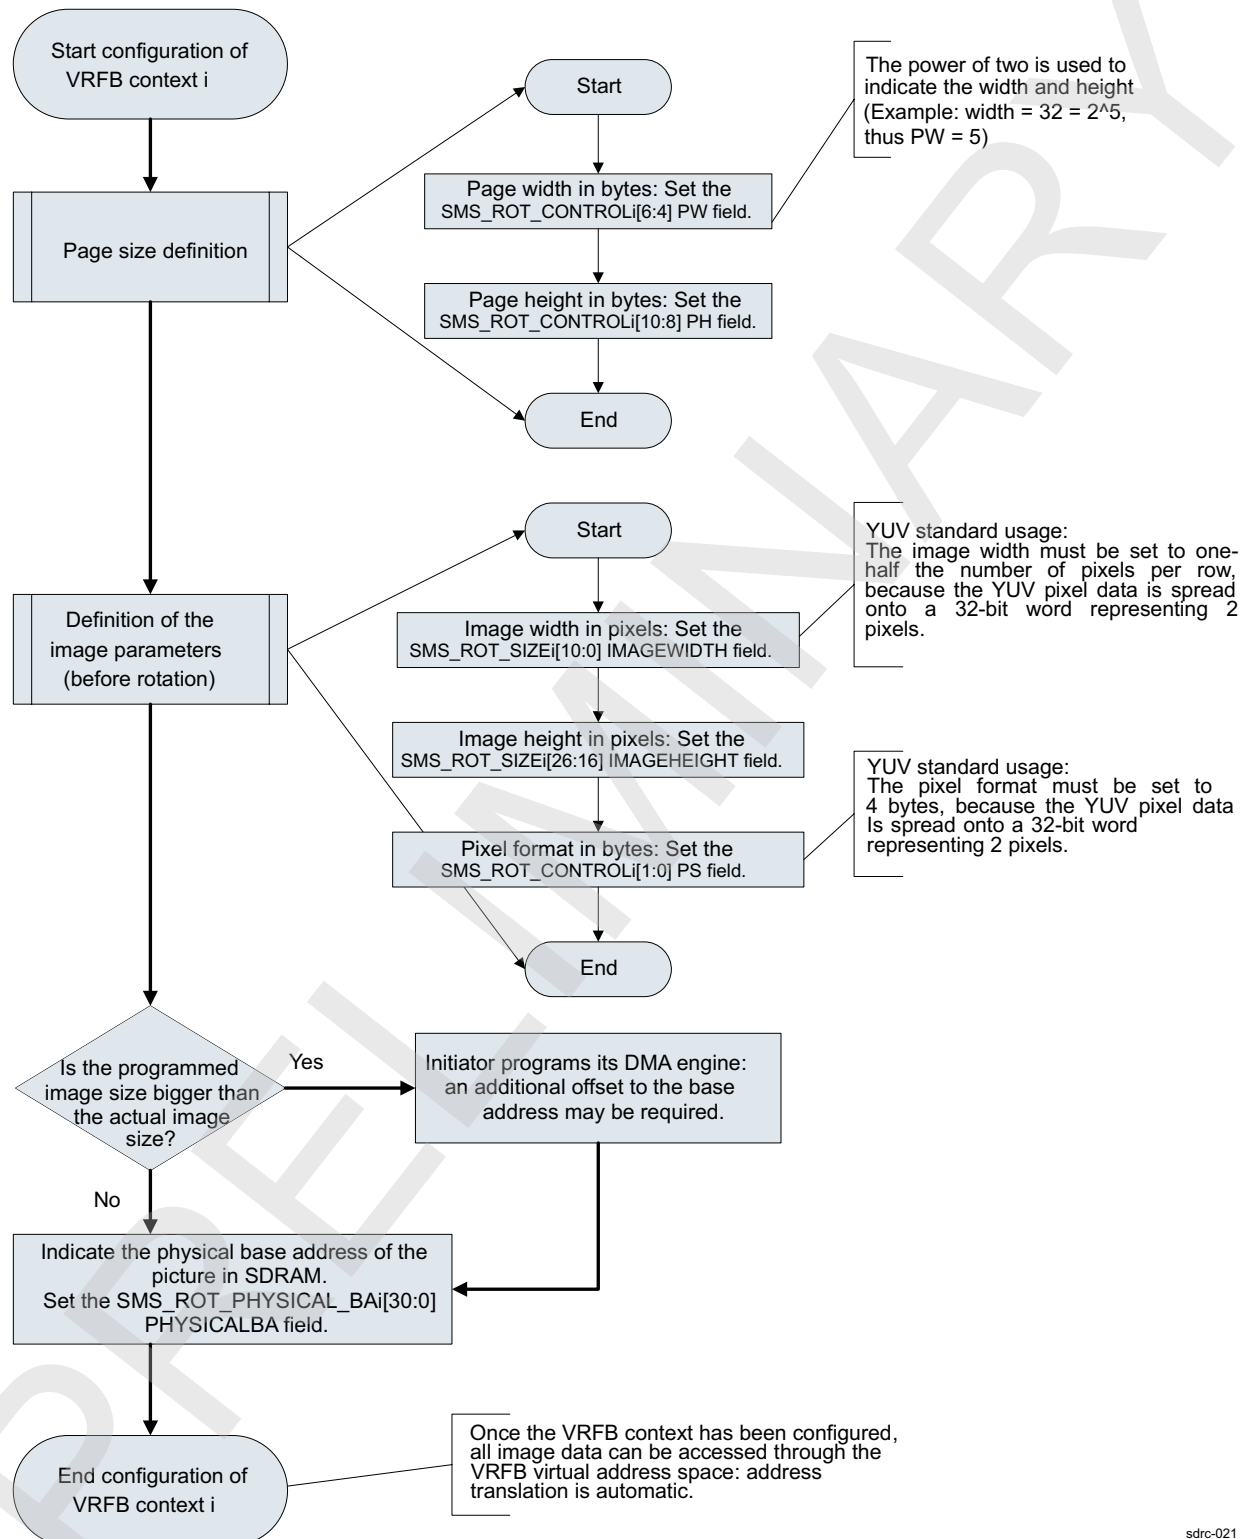 Start configuration of
VRFB context i
Start
The power of two is used to
indicate the width and height
(Example: width = 32 = 2^5,
thus PW = 5)
Page width in bytes: Set the
SMS_ROT_CONTROLi[6:4] PW field.
Page size definition
Page height in bytes: Set the
SMS_ROT_CONTROLi[10:8] PH field.
End
Start
YUV standard usage:
The image width must be set to one-
half the number of pixels per row,
because the YUV pixel data is spread
onto a 32-bit word representing 2
pixels.
Definition of the
image parameters
(before rotation)
Image width in pixels: Set the
SMS_ROT_SIZEi[10:0] IMAGEWIDTH field.
Image height in pixels: Set the
SMS_ROT_SIZEi[26:16] IMAGEHEIGHT field.
YUV standard usage:
The pixel format must be set to
4 bytes, because the YUV pixel data
Is spread onto a 32-bit word
representing 2 pixels.
Pixel format in bytes: Set the
SMS_ROT_CONTROLi[1:0] PS field.
End
Is the programmed
image size bigger than
the actual image
size?
Yes
Initiator programs its DMA engine:
an additional offset to the base
address may be required.
No
Indicate the physical base address of the
picture in SDRAM.
Set the SMS_ROT_PHYSICAL_BAi[30:0]
PHYSICALBA field.
End configuration of
VRFB context i
Once the VRFB context has been configured,
all image data can be accessed through the
VRFB virtual address space: address
translation is automatic.
sdrc-021
PRELIMINARY